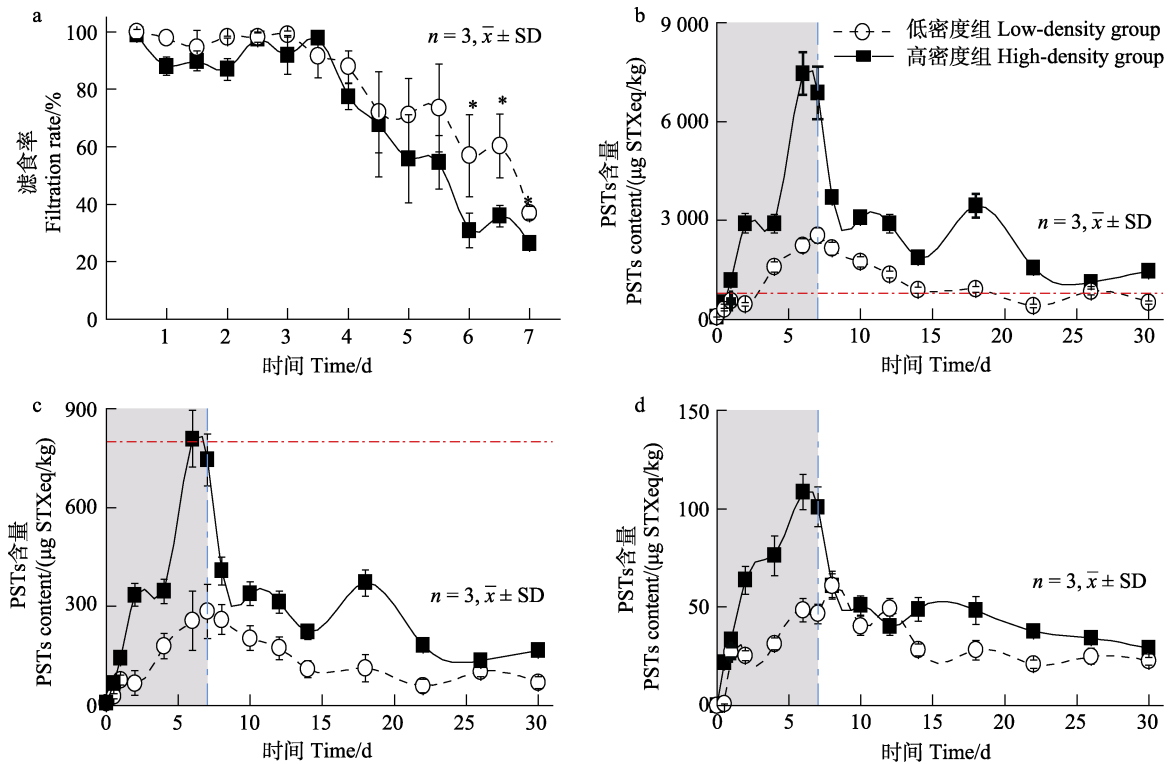 a
100
80
60
40
20
0
滤食率
Filtration rate/%
n = 3, x̅ ± SD
*
*
*
1
2
3
4
5
6
7
时间 Time/d
b
9 000
6 000
3 000
0
PSTs含量
PSTs content/(μg STXeq/kg)
低密度组 Low-density group
高密度组 High-density group
n = 3, x̅ ± SD
0
5
10
15
20
25
30
时间 Time/d
c
900
600
300
0
PSTs含量
PSTs content/(μg STXeq/kg)
n = 3, x̅ ± SD
0
5
10
15
20
25
30
时间 Time/d
d
150
100
50
0
PSTs含量
PSTs content/(μg STXeq/kg)
n = 3, x̅ ± SD
0
5
10
15
20
25
30
时间 Time/d